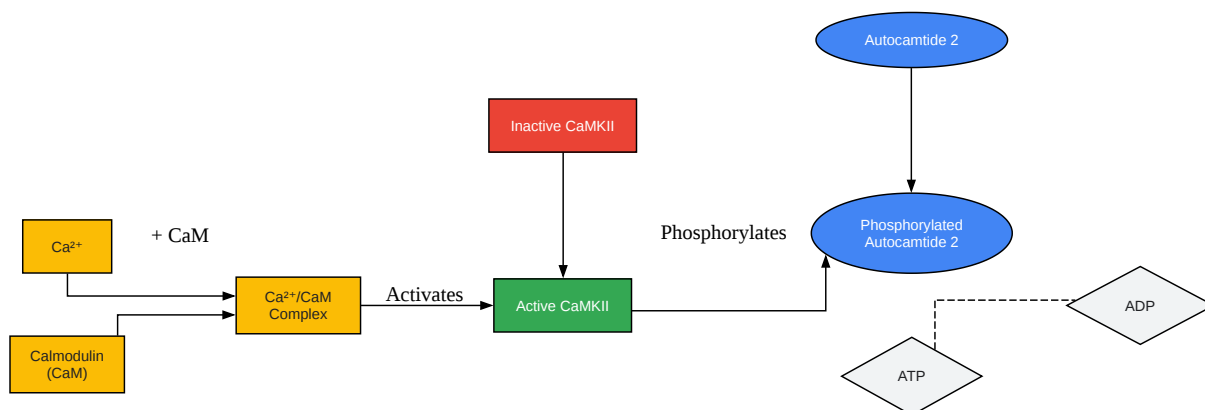 Autocamtide 2
Inactive CaMKII
Ca²⁺
+ CaM
Phosphorylates
Phosphorylated
Autocamtide 2
Ca²⁺/CaM
Complex
Activates
Active CaMKII
ADP
Calmodulin
(CaM)
ATP